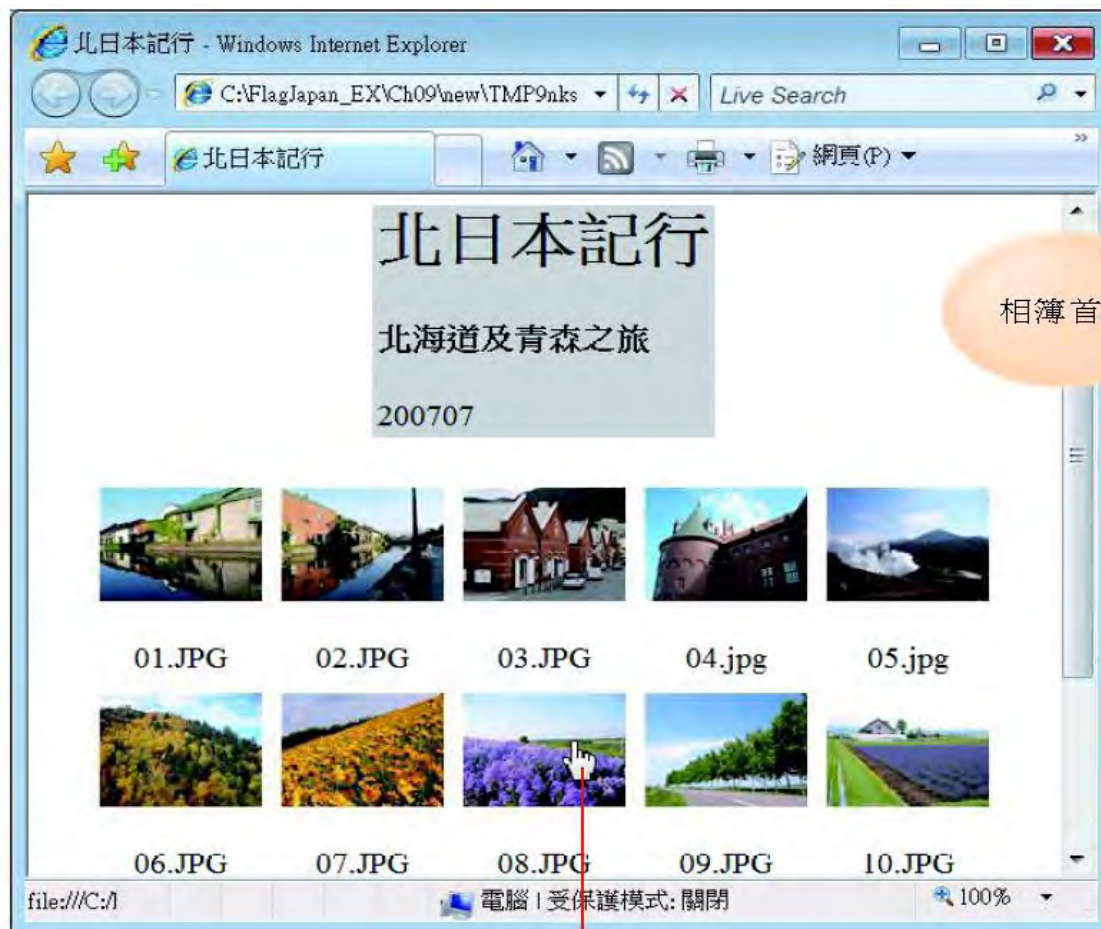 北日本記行 - Windows Internet Explorer
C:\FlagJapan_EX\Ch09\new\TMP9nks
Live Search
北日本記行
網頁(P)
北日本記行
北海道及青森之旅
200707
相簿首
01.JPG 02.JPG 03.JPG 04.jpg 05.jpg
06.JPG 07.JPG 08.JPG 09.JPG 10.JPG
file:///C:/
電腦 | 受保護模式: 關閉
100%